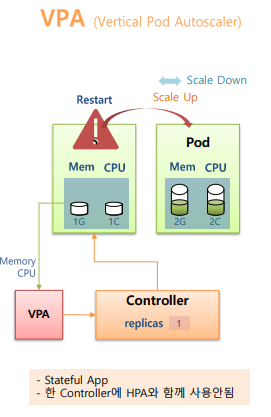 VPA (Vertical Pod Autoscaler)
Scale Down
Scale Up
Restart
Pod
Mem CPU
Mem CPU
1G 1C
2G 2C
Memory
CPU
VPA
Controller
replicas 1
- Stateful App
- 한 Controller에 HPA와 함께 사용안됨